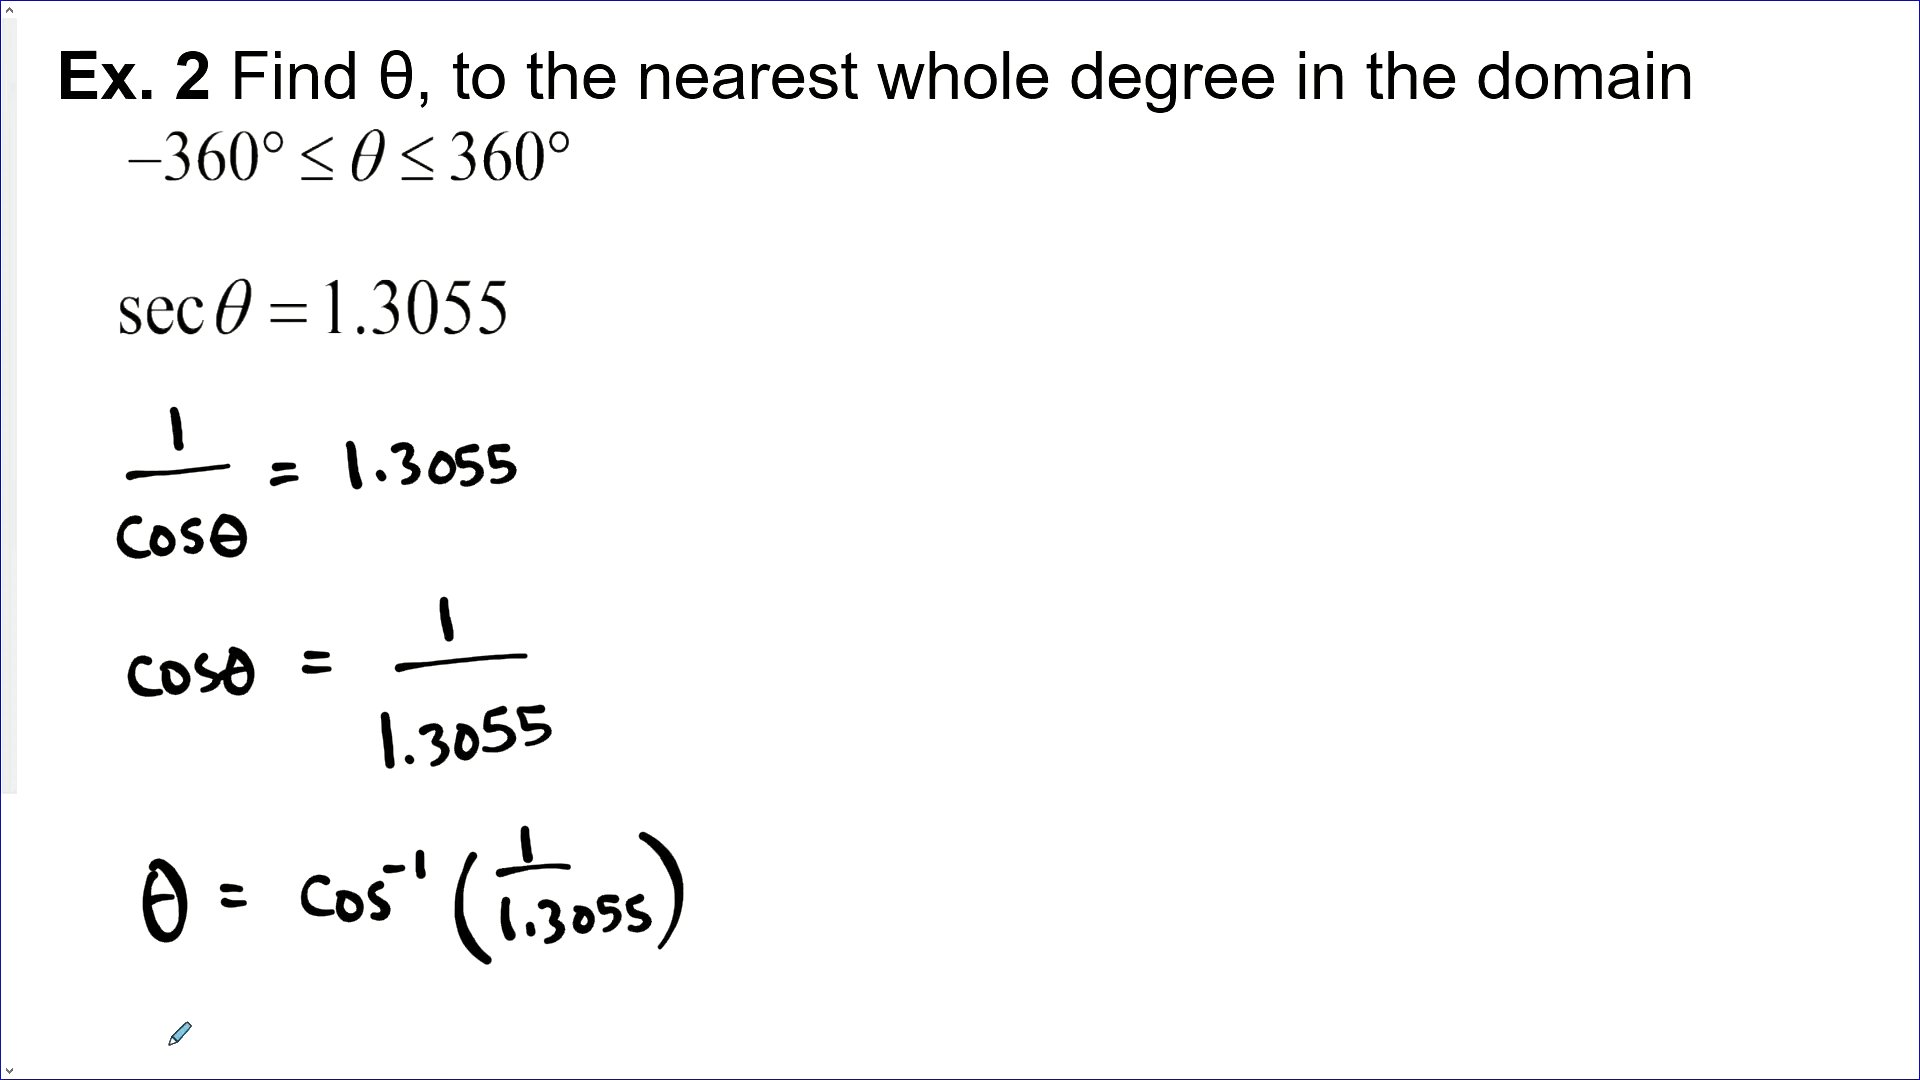 Ex. 2 Find θ, to the nearest whole degree in the domain
−360° ≤ θ ≤ 360°
sec θ = 1.3055
1
= 1.3055
cosθ
1
cosθ =
1.3055
θ = cos⁻¹ (1/1.3055)